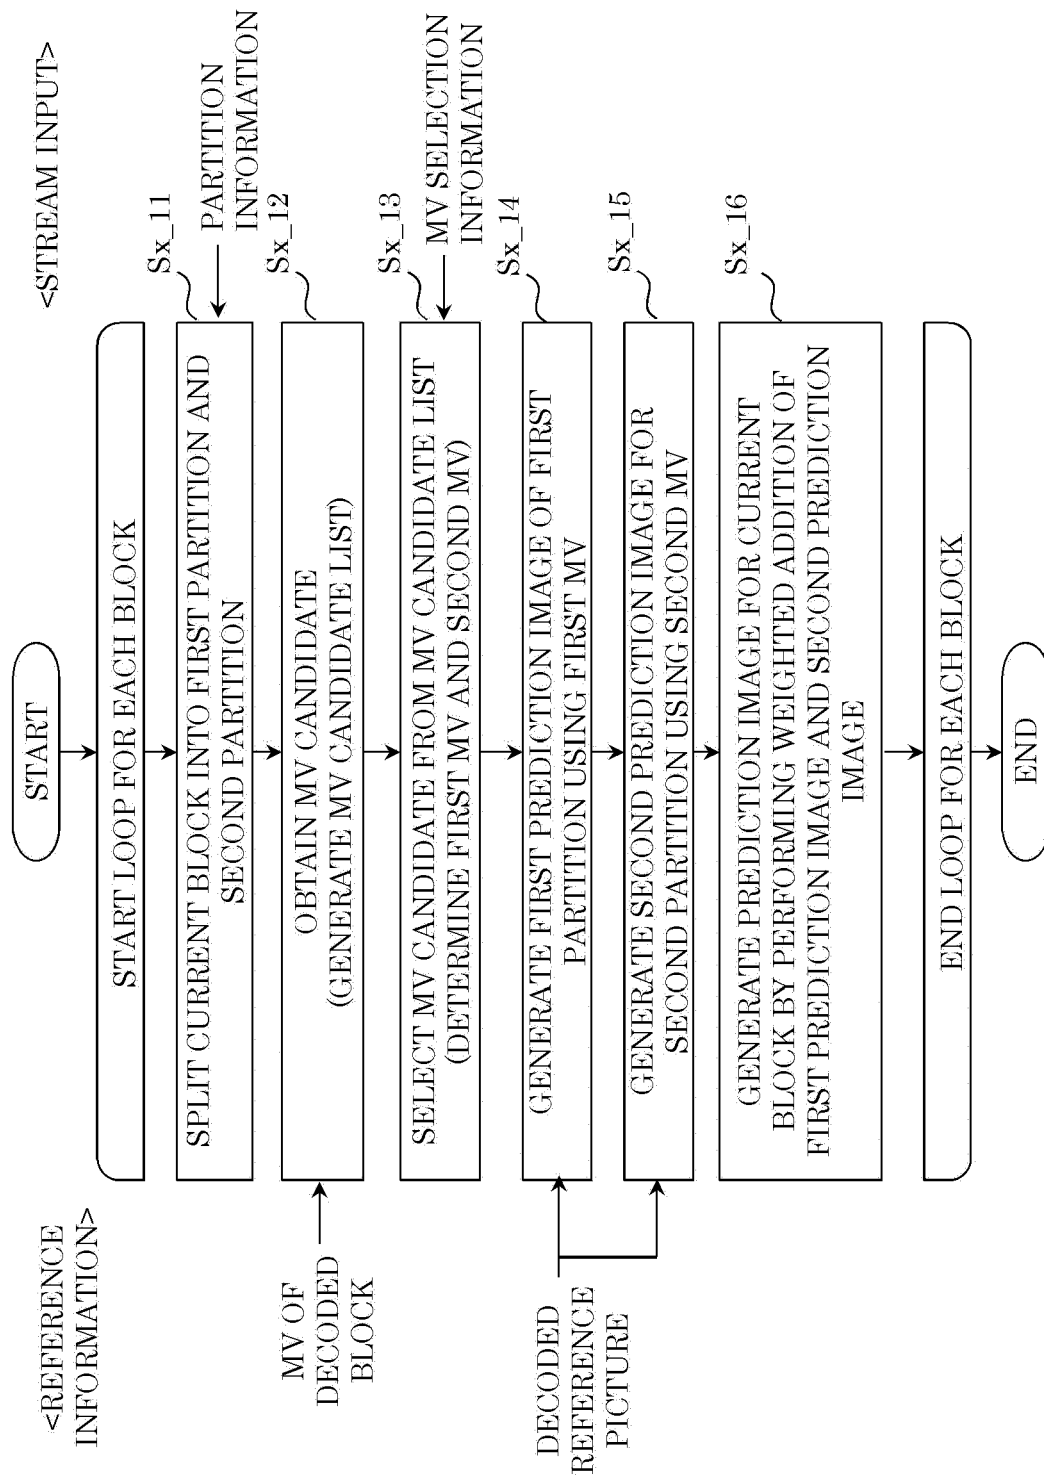 <REFERENCE
INFORMATION>
<STREAM INPUT>
START
START LOOP FOR EACH BLOCK
Sx_11
SPLIT CURRENT BLOCK INTO FIRST PARTITION AND
SECOND PARTITION
PARTITION
INFORMATION
Sx_12
MV OF
DECODED
BLOCK
OBTAIN MV CANDIDATE
(GENERATE MV CANDIDATE LIST)
Sx_13
SELECT MV CANDIDATE FROM MV CANDIDATE LIST
(DETERMINE FIRST MV AND SECOND MV)
MV SELECTION
INFORMATION
Sx_14
DECODED
REFERENCE
PICTURE
GENERATE FIRST PREDICTION IMAGE OF FIRST
PARTITION USING FIRST MV
Sx_15
GENERATE SECOND PREDICTION IMAGE FOR
SECOND PARTITION USING SECOND MV
Sx_16
GENERATE PREDICTION IMAGE FOR CURRENT
BLOCK BY PERFORMING WEIGHTED ADDITION OF
FIRST PREDICTION IMAGE AND SECOND PREDICTION
IMAGE
END LOOP FOR EACH BLOCK
END